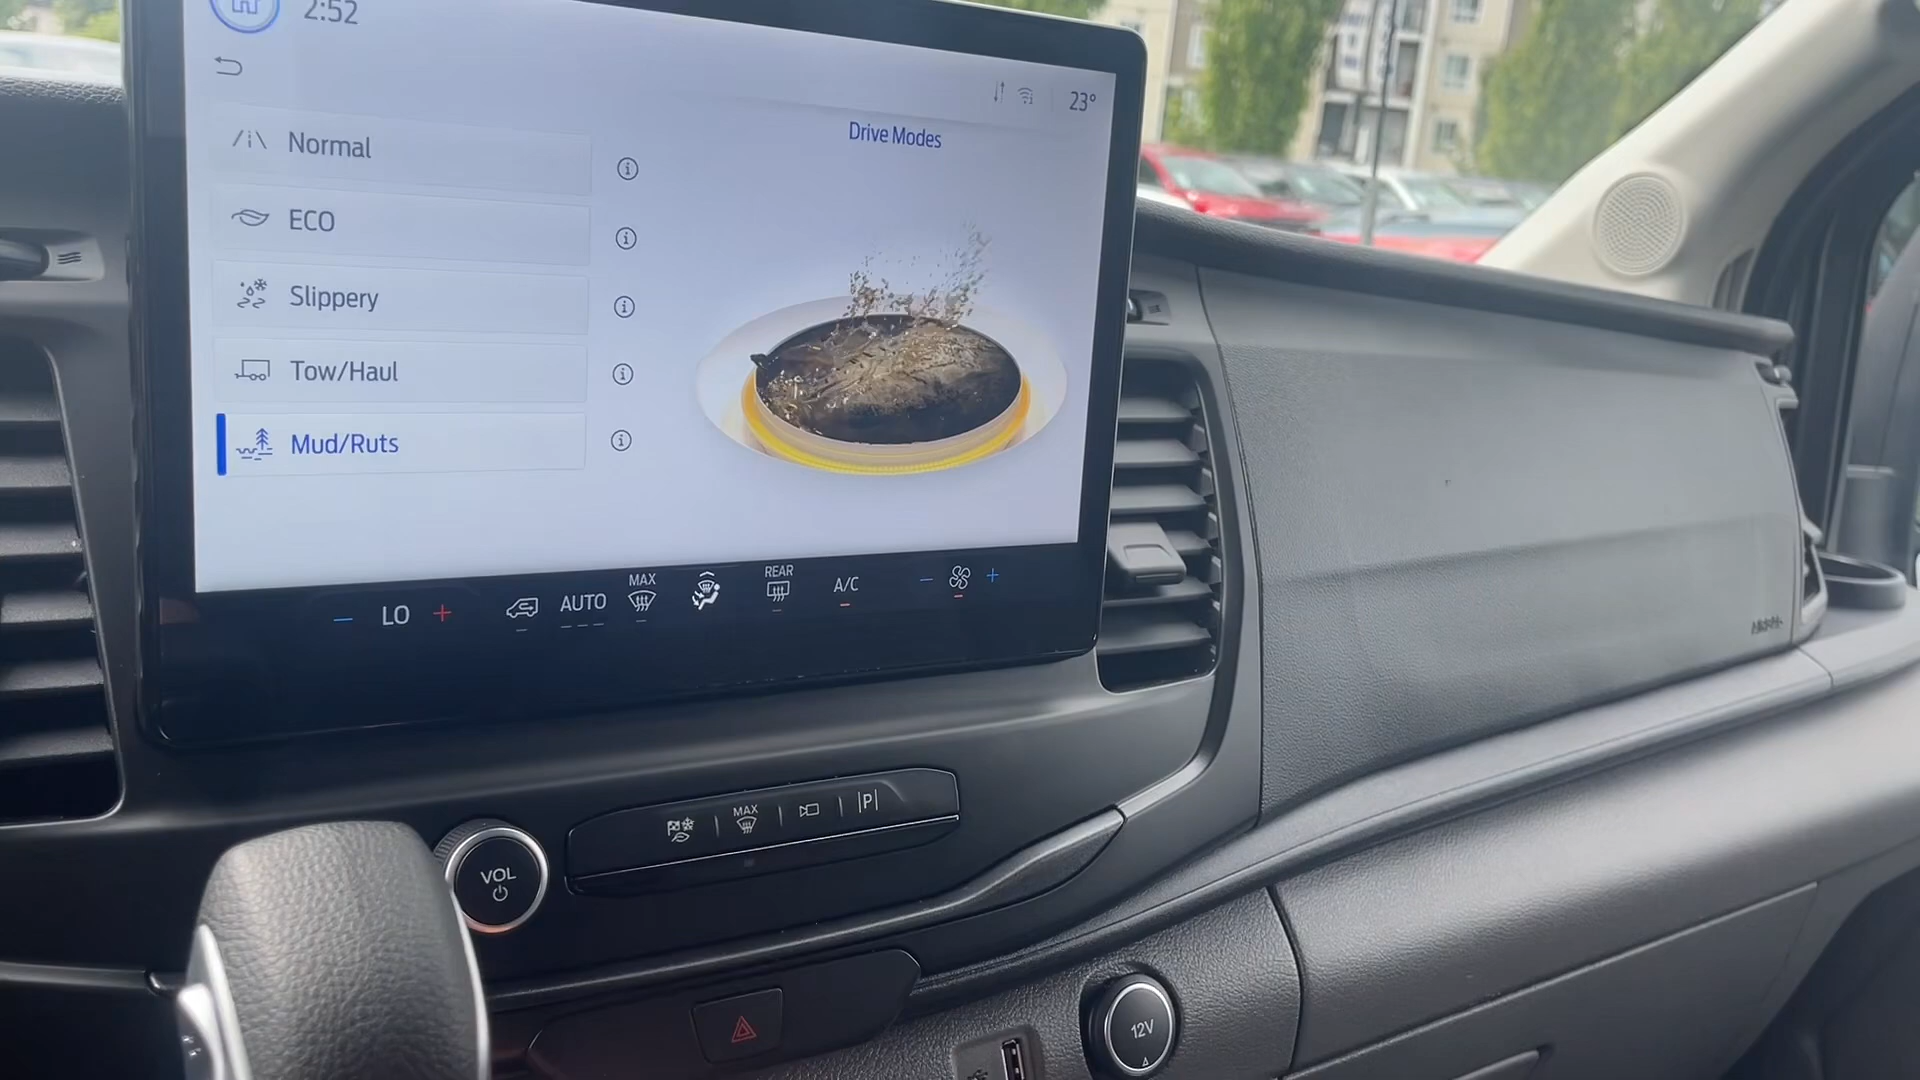 2:52
23°
Drive Modes
Normal
ECO
Slippery
Tow/Haul
Mud/Ruts
LO
AUTO
MAX
REAR
A/C
MAX
P
VOL
12V